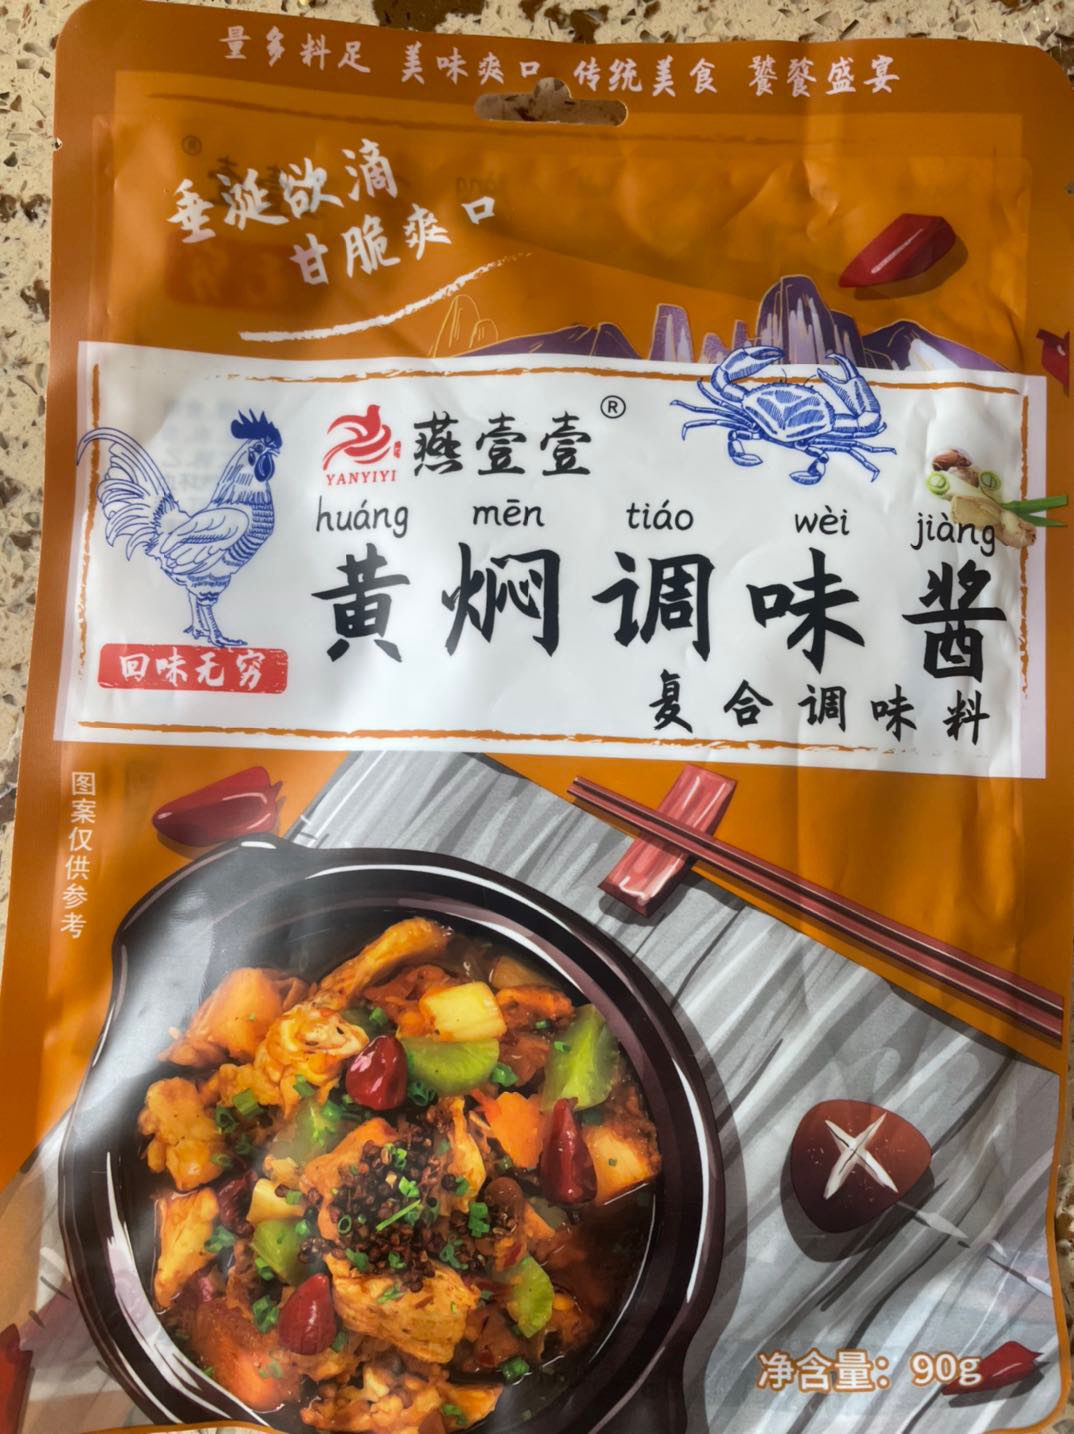 量多料足 美味爽口 传统美食 饕餮盛宴
®
垂涎欲滴
甘脆爽口
YANYIYI
燕壹壹®
huáng mēn tiáo wèi jiàng
黄焖调味酱
回味无穷
复合调味料
图案仅供参考
净含量：90g